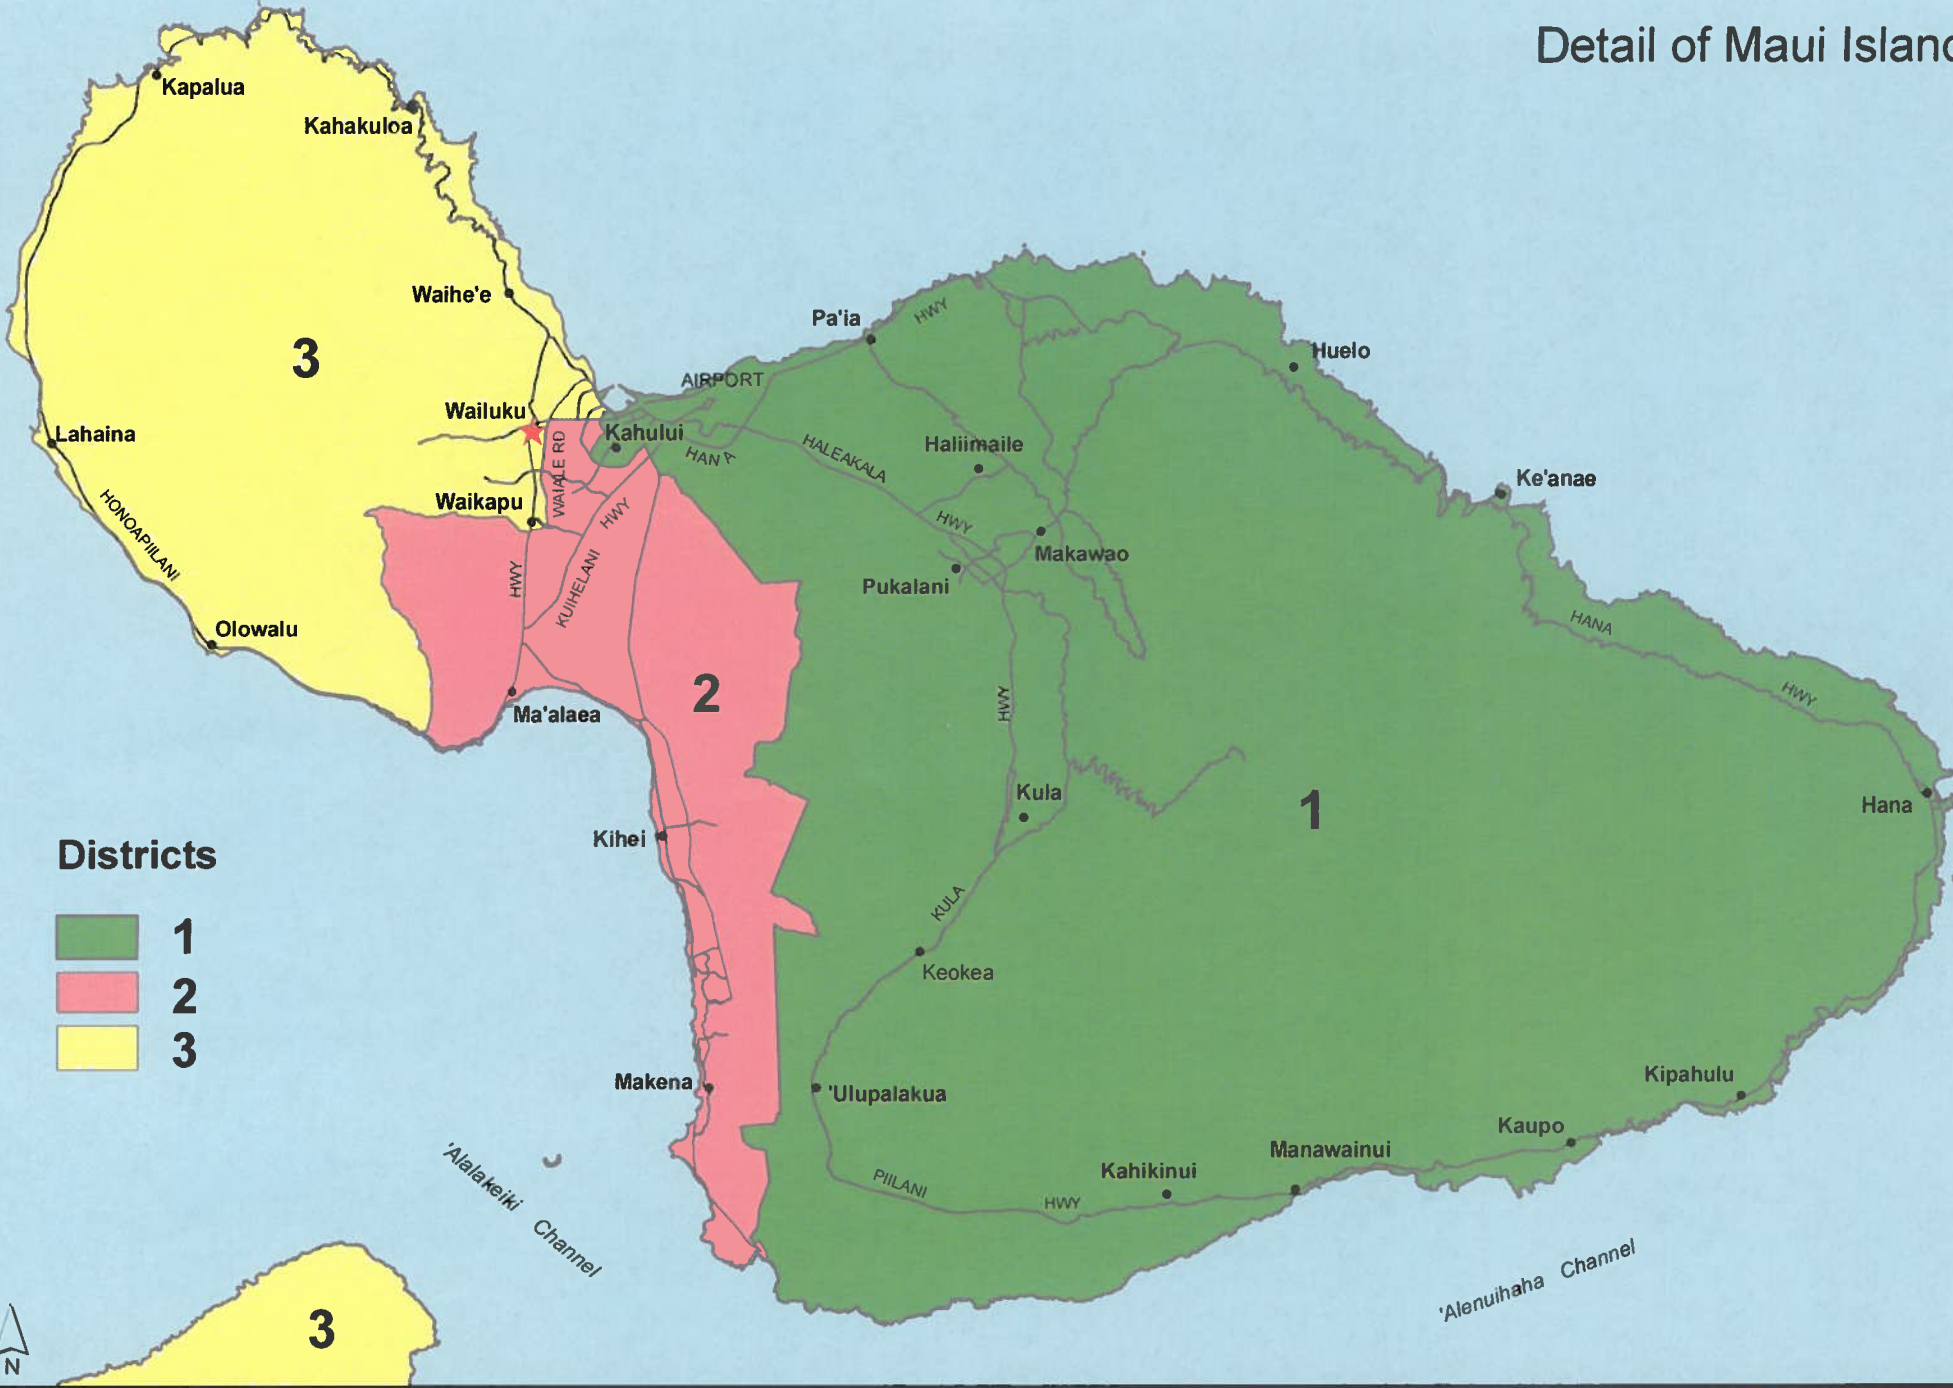 Detail of Maui Islan
Kapalua
Kahakuloa
Waihe'e
3
Pa'ia
HWY
Huelo
AIRPORT
Wailuku
Lahaina
Kahului
WAIALE RD
HANA
HALEAKALA
Haliimaile
Ke'anae
Waikapu
HWY
HWY
HONOAPIILANI
Makawao
Pukalani
HWY
KUIHELANI
Olowalu
HANA
2
HWY
HWY
Ma'alaea
Kula
1
Hana
Kihei
Districts
1
2
3
KULA
Keokea
Makena
'Ulupalakua
Kipahulu
Kaupo
Manawainui
Kahikinui
PIILANI
HWY
'Alalakeiki Channel
'Alenuihaha Channel
3
N